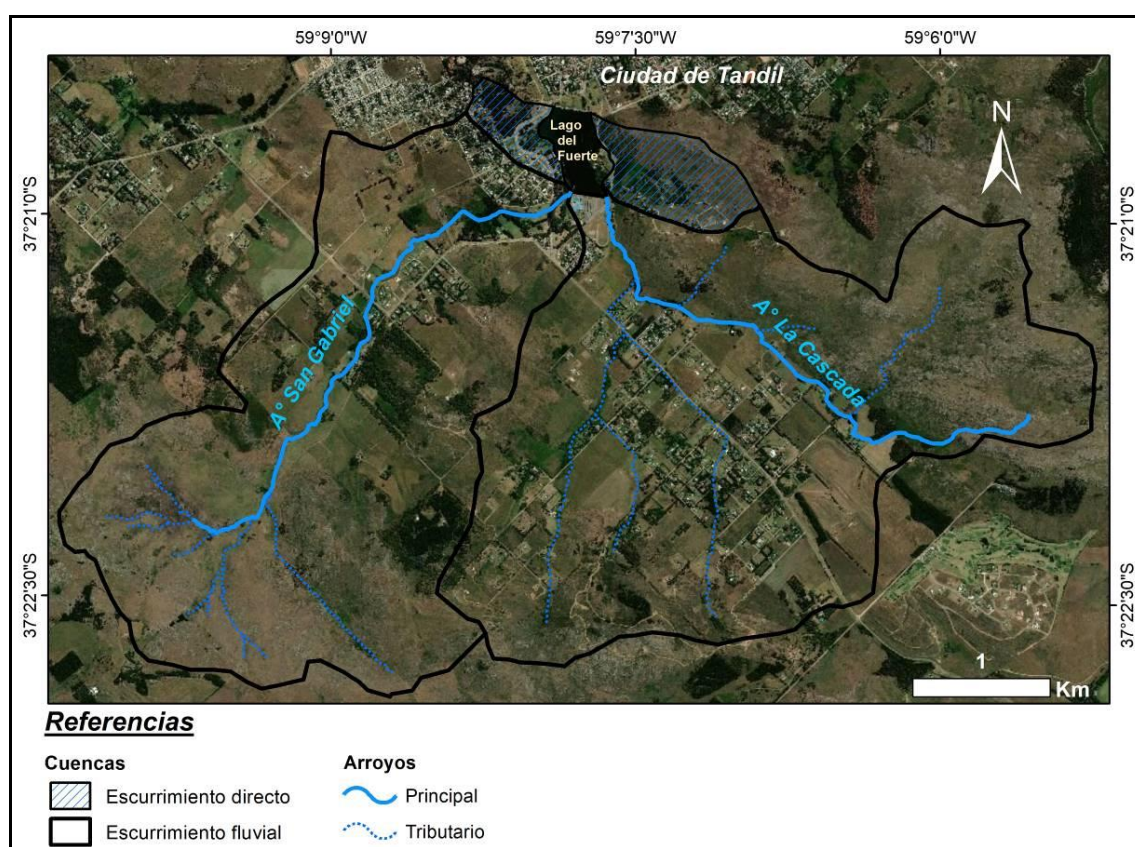 59°9'0"W
59°7'30"W
59°6'0"W
Ciudad de Tandil
N
Lago
del
Fuerte
37°21'0"S
37°21'0"S
A° San Gabriel
A° La Cascada
37°22'30"S
37°22'30"S
1
Km
Referencias
Cuencas
Arroyos
Escurrimiento directo
Principal
Escurrimiento fluvial
Tributario